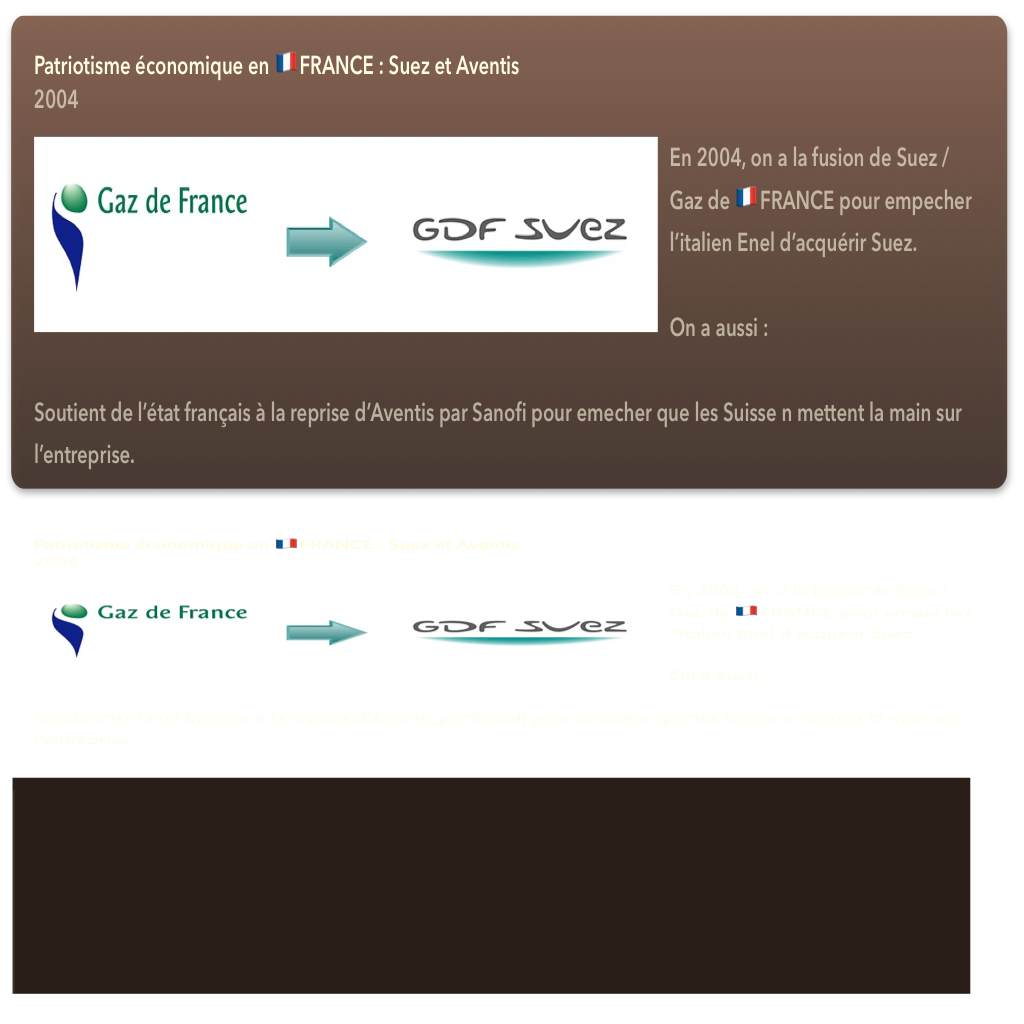 Patriotisme économique en 🇫🇷FRANCE : Suez et Aventis
2004
Gaz de France
GDF SUEZ
En 2004, on a la fusion de Suez /
Gaz de 🇫🇷FRANCE pour empecher
l’italien Enel d’acquérir Suez.
On a aussi :
Soutient de l’état français à la reprise d’Aventis par Sanofi pour emecher que les Suisse n mettent la main sur
l’entreprise.
Patriotisme économique en 🇫🇷FRANCE : Suez et Aventis
2004
Gaz de France
GDF SUEZ
En 2004, on a la fusion de Suez /
Gaz de 🇫🇷FRANCE pour empecher
l’italien Enel d’acquérir Suez.
On a aussi :
Soutient de l’état français à la reprise d’Aventis par Sanofi pour emecher que les Suisse n mettent la main sur
l’entreprise.